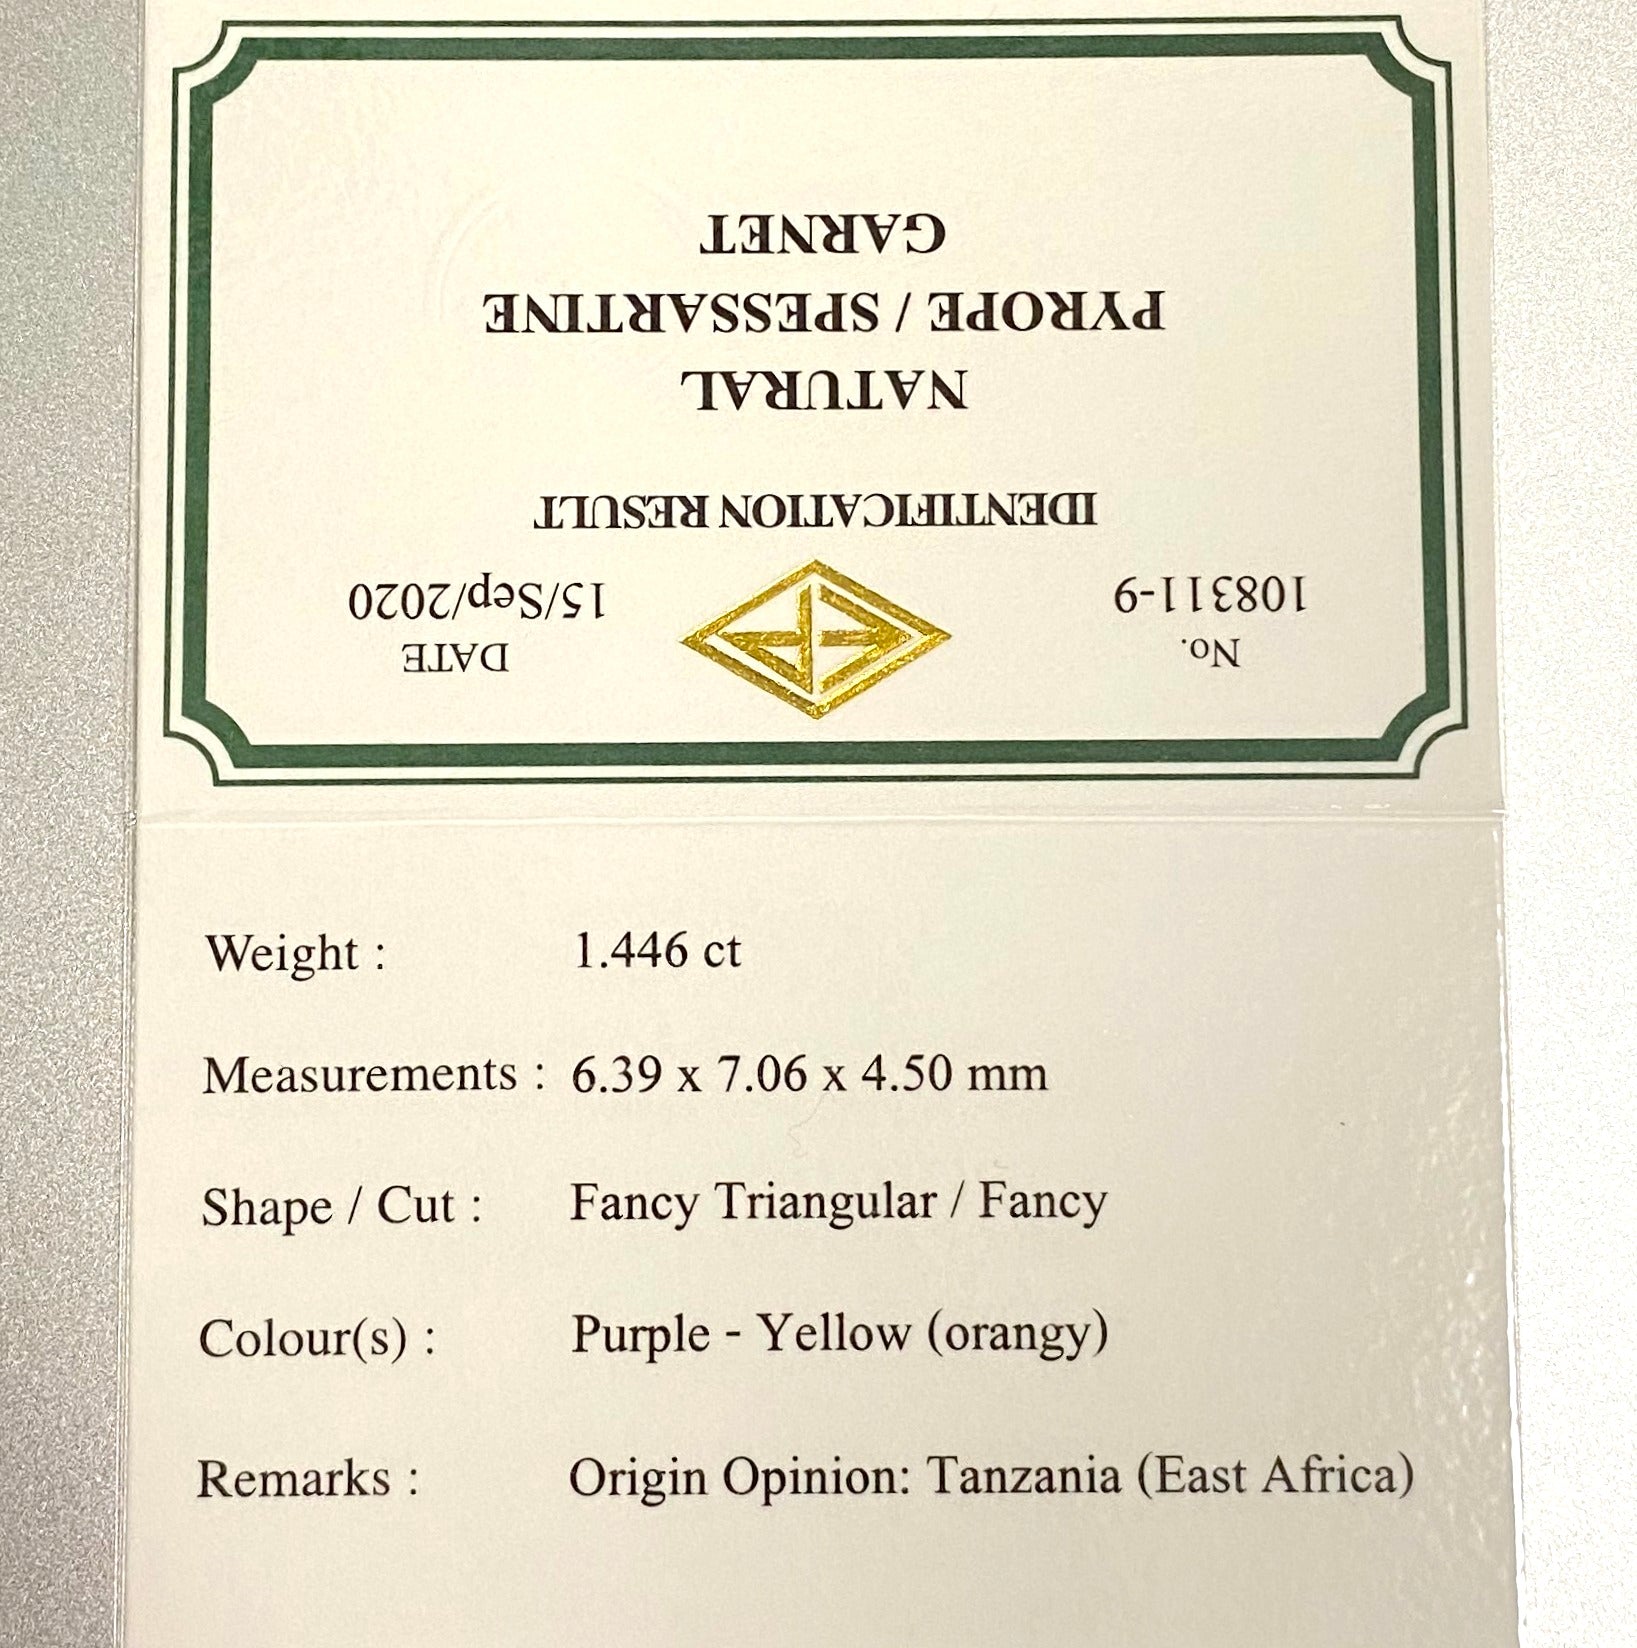 No.
108311-9
DATE
15/Sep/2020
IDENTIFICATION RESULT
NATURAL
PYROPE / SPESSARTINE
GARNET
Weight : 1.446 ct
Measurements : 6.39 x 7.06 x 4.50 mm
Shape / Cut : Fancy Triangular / Fancy
Colour(s) : Purple - Yellow (orangy)
Remarks : Origin Opinion: Tanzania (East Africa)